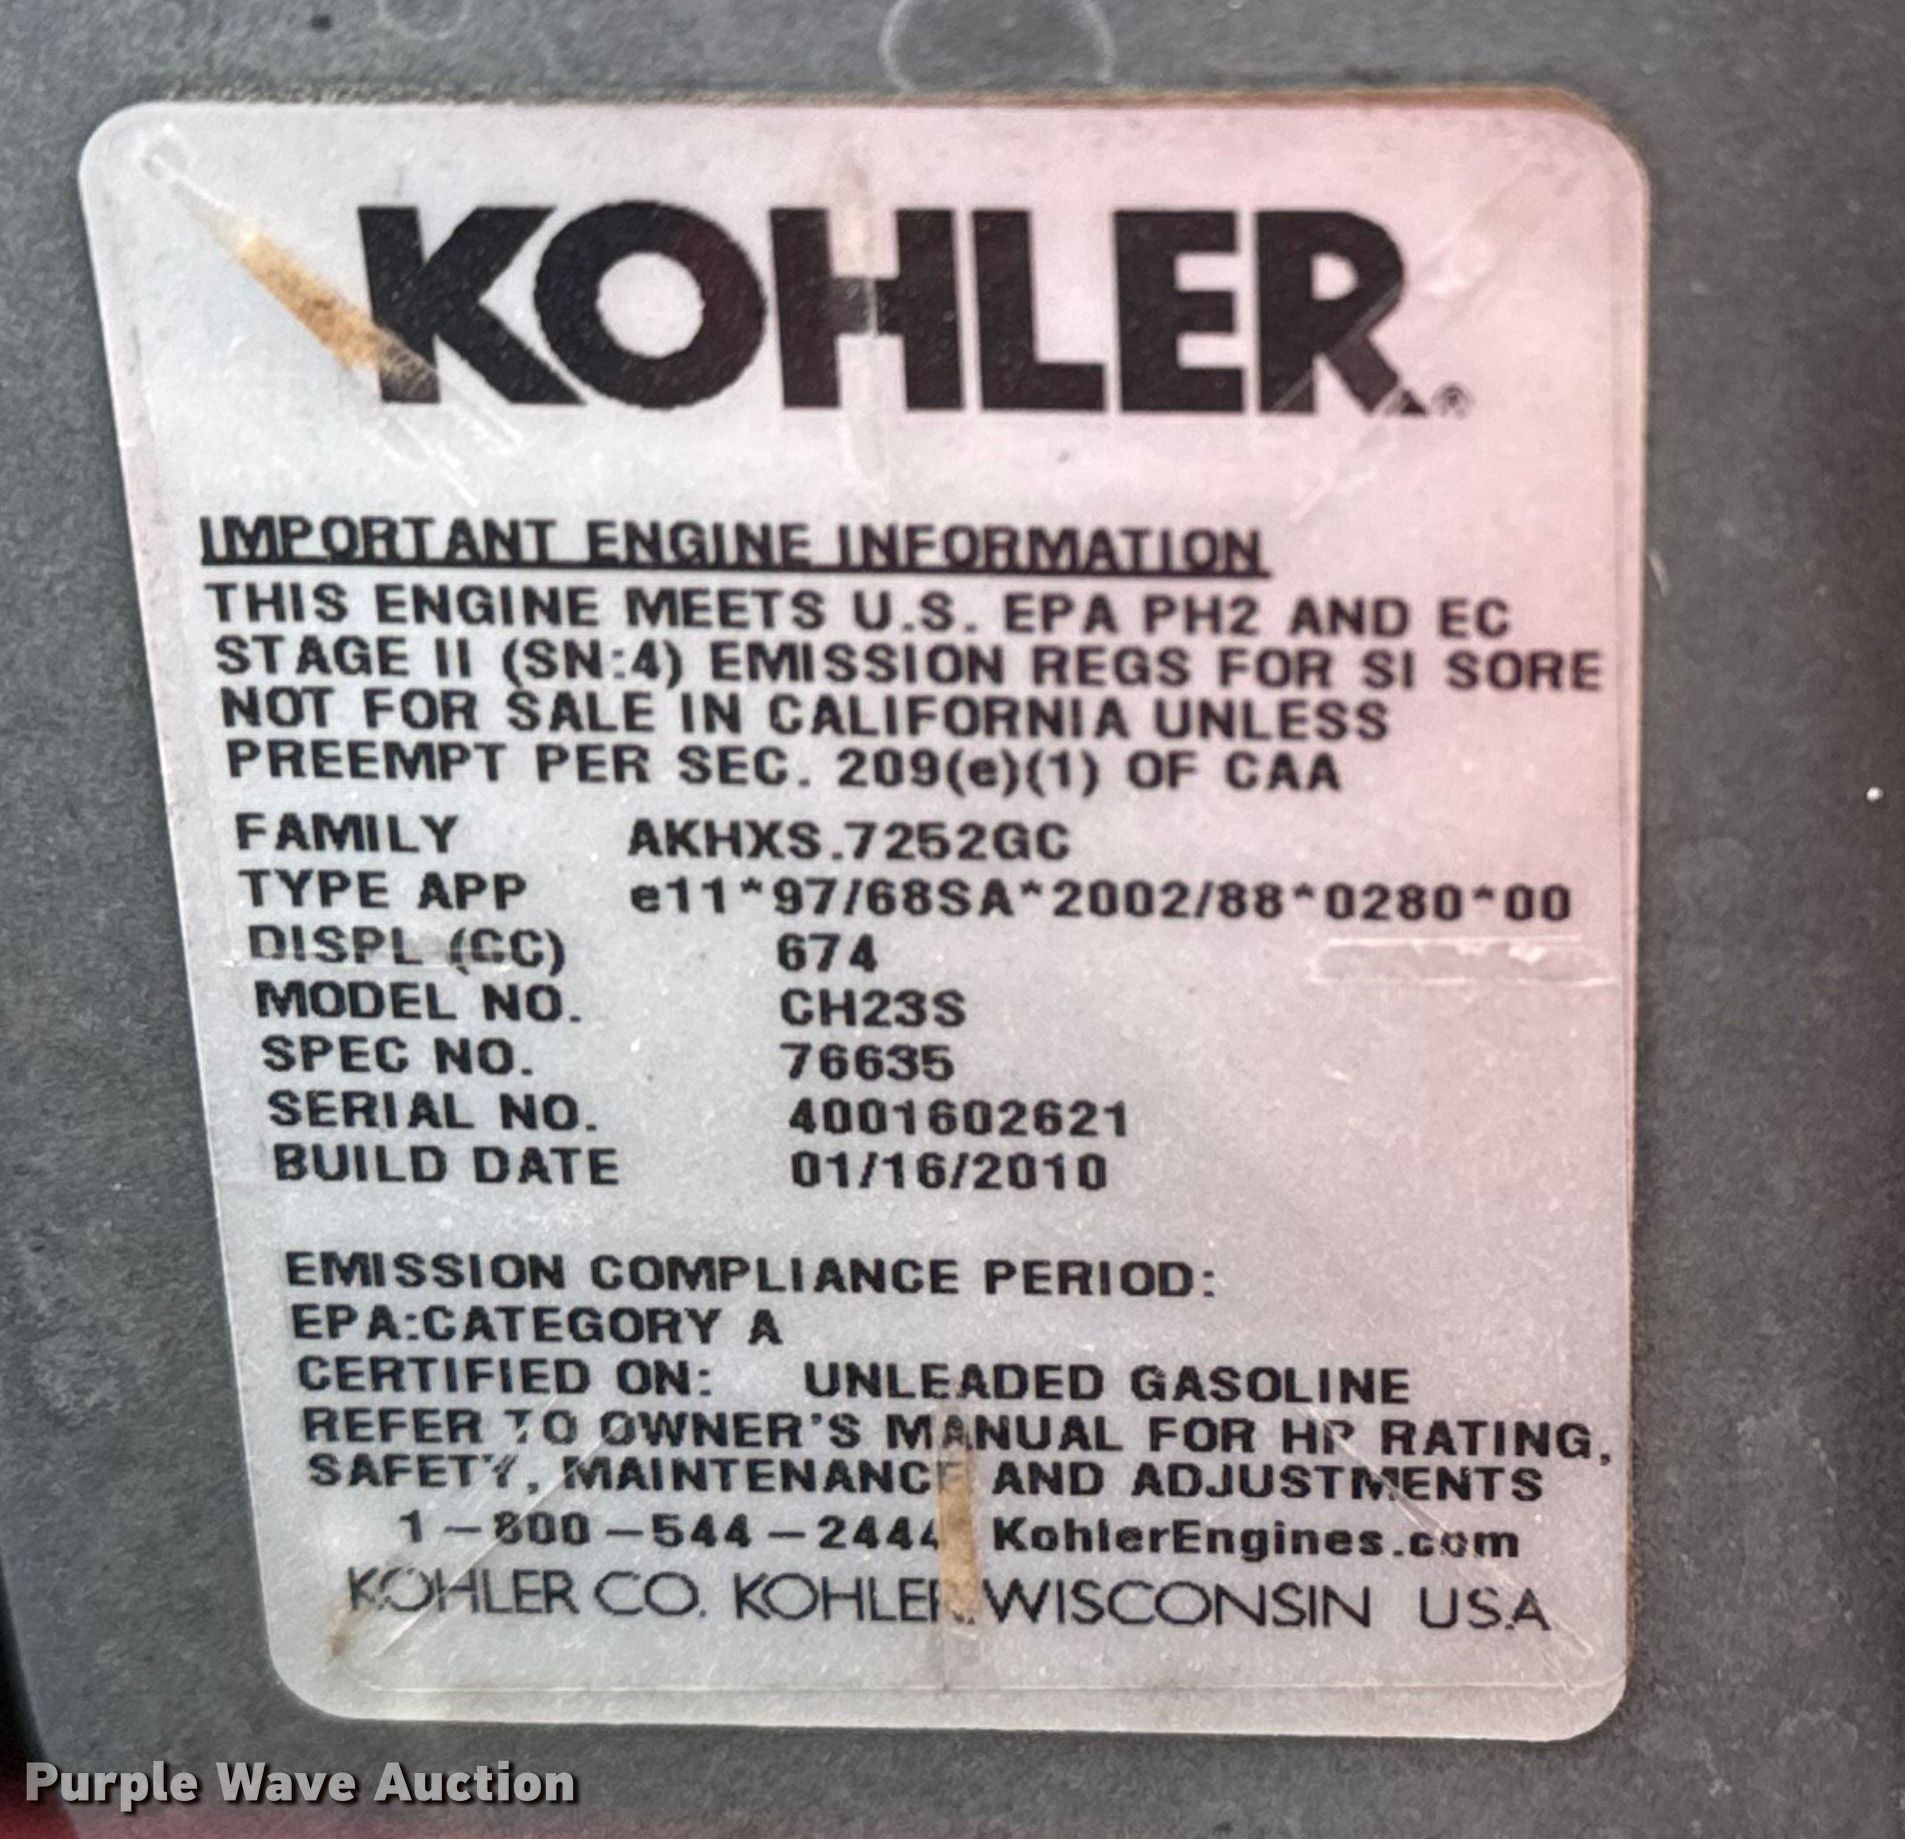 KOHLER®
IMPORTANT ENGINE INFORMATION
THIS ENGINE MEETS U.S. EPA PH2 AND EC
STAGE II (SN:4) EMISSION REGS FOR SI SORE
NOT FOR SALE IN CALIFORNIA UNLESS
PREEMPT PER SEC. 209(e)(1) OF CAA
FAMILY AKHXS.7252GC
TYPE APP e11*97/68SA*2002/88*0280*00
DISPL (CC) 674
MODEL NO. CH23S
SPEC NO. 76635
SERIAL NO. 4001602621
BUILD DATE 01/16/2010
EMISSION COMPLIANCE PERIOD:
EPA:CATEGORY A
CERTIFIED ON: UNLEADED GASOLINE
REFER TO OWNER'S MANUAL FOR HP RATING,
SAFETY, MAINTENANCE AND ADJUSTMENTS
1-800-544-2444 KohlerEngines.com
KOHLER CO. KOHLER, WISCONSIN USA
Purple Wave Auction